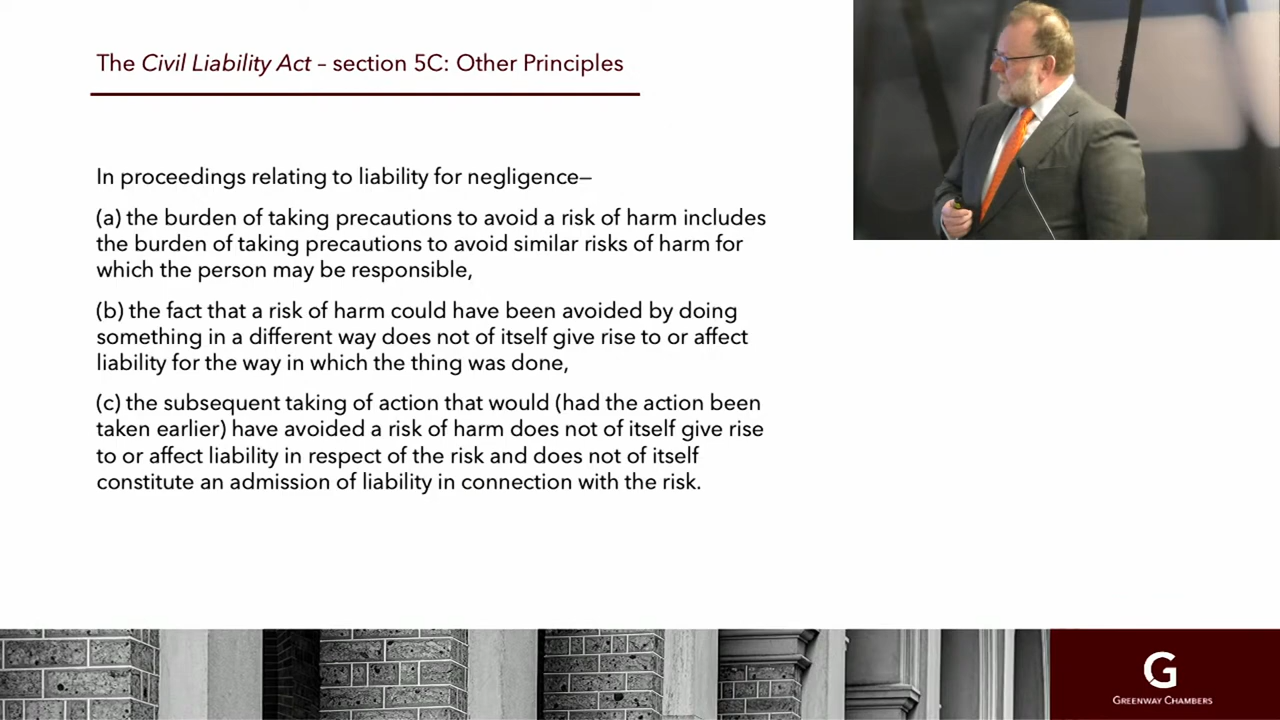 The Civil Liability Act – section 5C: Other Principles
In proceedings relating to liability for negligence—
(a) the burden of taking precautions to avoid a risk of harm includes
the burden of taking precautions to avoid similar risks of harm for
which the person may be responsible,
(b) the fact that a risk of harm could have been avoided by doing
something in a different way does not of itself give rise to or affect
liability for the way in which the thing was done,
(c) the subsequent taking of action that would (had the action been
taken earlier) have avoided a risk of harm does not of itself give rise
to or affect liability in respect of the risk and does not of itself
constitute an admission of liability in connection with the risk.
G
GREENWAY CHAMBERS